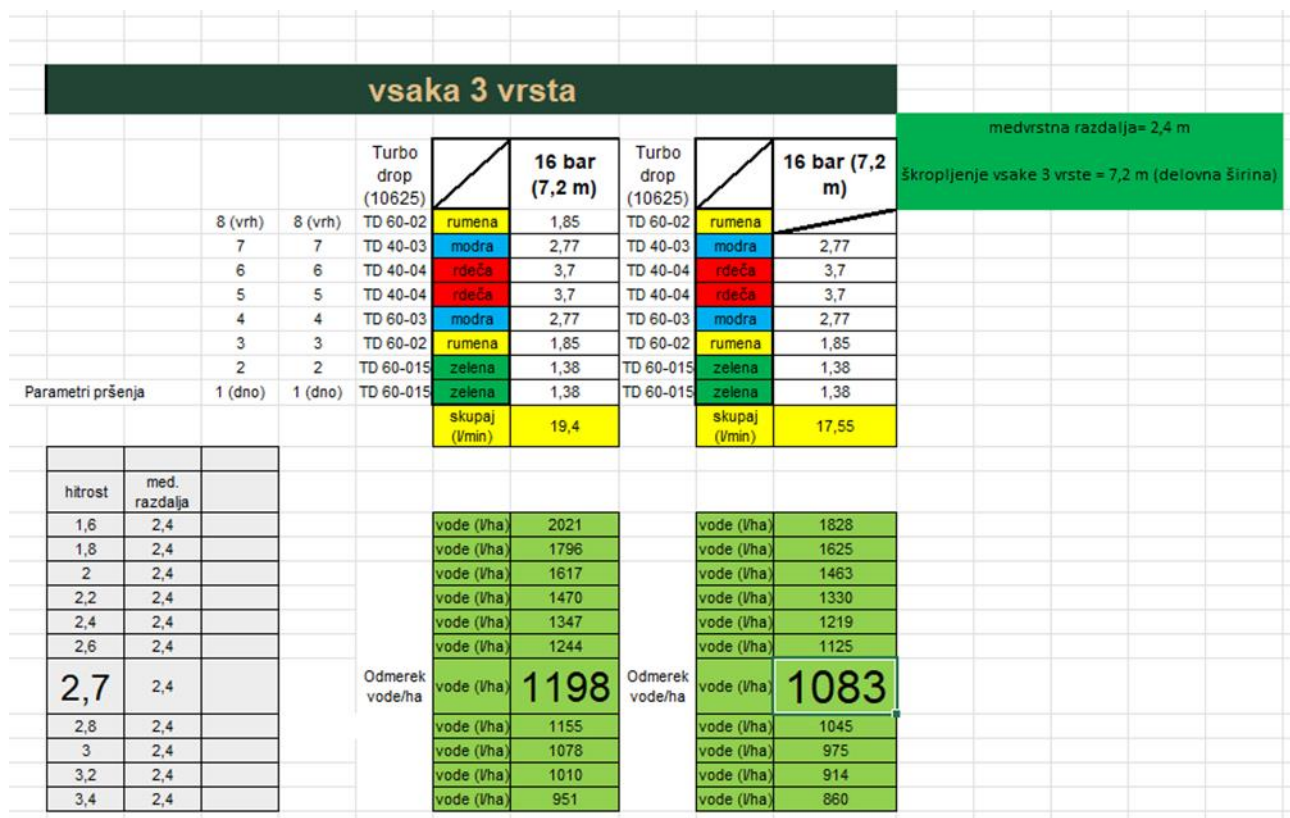 vsaka 3 vrsta
medvrstna razdalja= 2,4 m
škropljenje vsake 3 vrste = 7,2 m (delovna širina)
Turbo drop (10625) 16 bar (7,2 m) Turbo drop (10625) 16 bar (7,2 m)
8 (vrh) 8 (vrh) TD 60-02 rumena 1,85 TD 60-02 rumena
7 7 TD 40-03 modra 2,77 TD 40-03 modra 2,77
6 6 TD 40-04 rdeča 3,7 TD 40-04 rdeča 3,7
5 5 TD 40-04 rdeča 3,7 TD 40-04 rdeča 3,7
4 4 TD 60-03 modra 2,77 TD 60-03 modra 2,77
3 3 TD 60-02 rumena 1,85 TD 60-02 rumena 1,85
2 2 TD 60-015 zelena 1,38 TD 60-015 zelena 1,38
Parametri pršenja 1 (dno) 1 (dno) TD 60-015 zelena 1,38 TD 60-015 zelena 1,38
skupaj (l/min) 19,4 skupaj (l/min) 17,55
hitrost med. razdalja
1,6 2,4 vode (l/ha) 2021 vode (l/ha) 1828
1,8 2,4 vode (l/ha) 1796 vode (l/ha) 1625
2 2,4 vode (l/ha) 1617 vode (l/ha) 1463
2,2 2,4 vode (l/ha) 1470 vode (l/ha) 1330
2,4 2,4 vode (l/ha) 1347 vode (l/ha) 1219
2,6 2,4 vode (l/ha) 1244 vode (l/ha) 1125
2,7 2,4 Odmerek vode/ha vode (l/ha) 1198 Odmerek vode/ha vode (l/ha) 1083
2,8 2,4 vode (l/ha) 1155 vode (l/ha) 1045
3 2,4 vode (l/ha) 1078 vode (l/ha) 975
3,2 2,4 vode (l/ha) 1010 vode (l/ha) 914
3,4 2,4 vode (l/ha) 951 vode (l/ha) 860